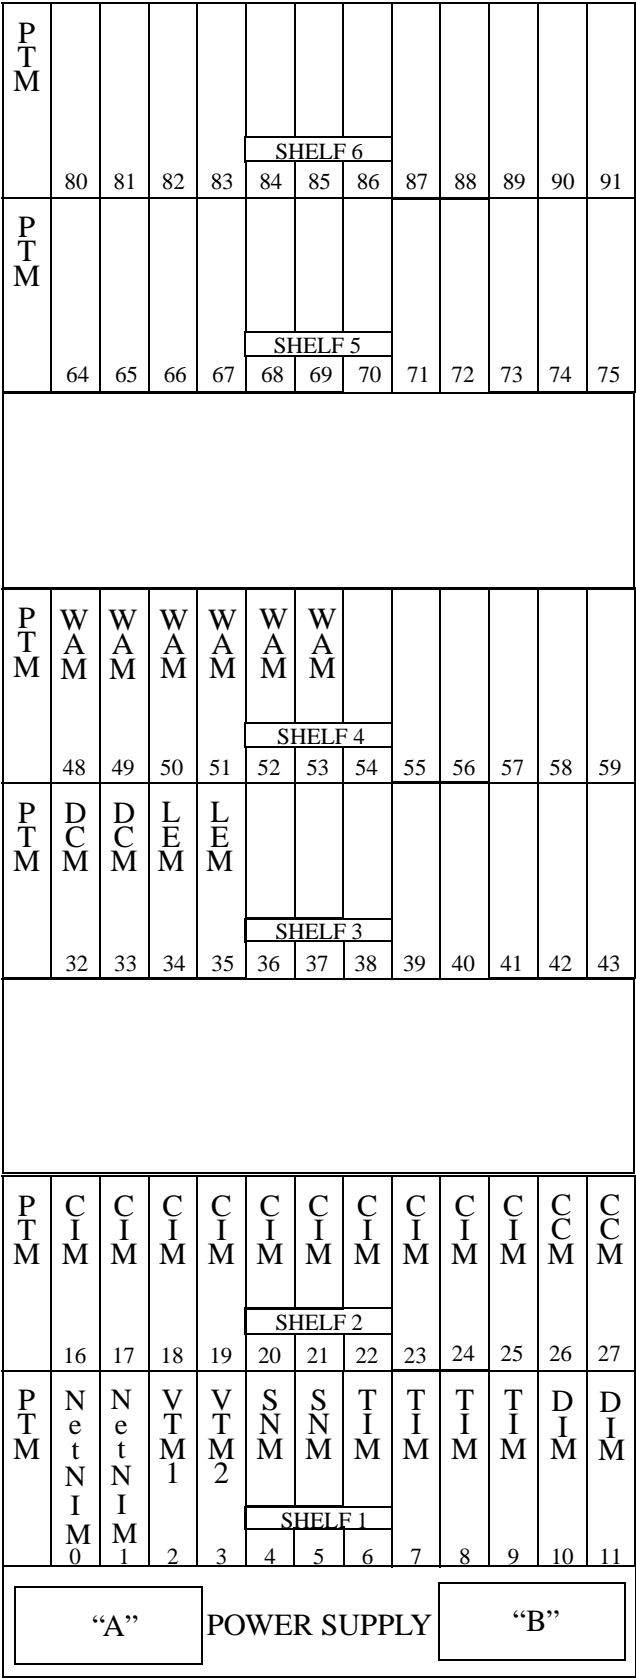 PTM
SHELF 6
80 81 82 83 84 85 86 87 88 89 90 91
PTM
SHELF 5
64 65 66 67 68 69 70 71 72 73 74 75
PTM WAM WAM WAM WAM WAM WAM
SHELF 4
48 49 50 51 52 53 54 55 56 57 58 59
PTM DCM DCM LEM LEM
SHELF 3
32 33 34 35 36 37 38 39 40 41 42 43
PTM CIM CIM CIM CIM CIM CIM CIM CIM CIM CIM CCM CCM
SHELF 2
16 17 18 19 20 21 22 23 24 25 26 27
PTM NetNIM NetNIM VTM1 VTM2 SNM SNM TIM TIM TIM TIM DIM DIM
SHELF 1
0 1 2 3 4 5 6 7 8 9 10 11
“A” POWER SUPPLY “B”